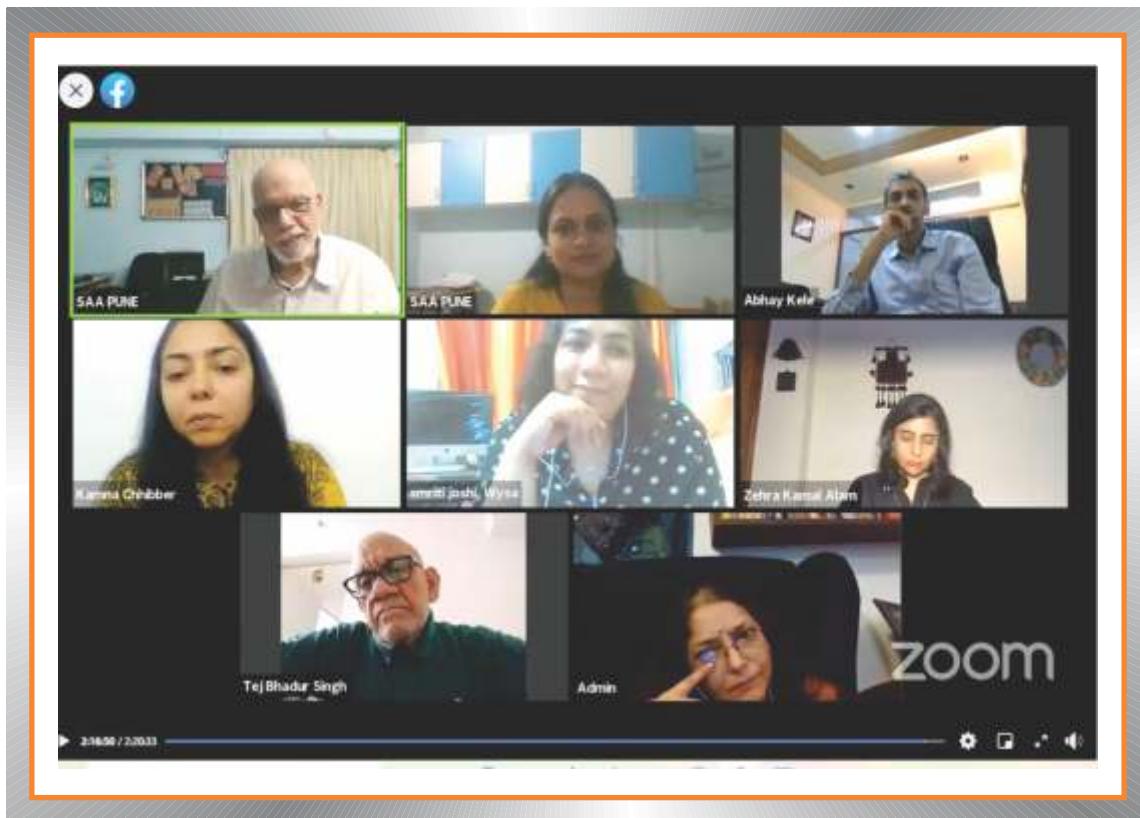 SAA PUNE
SAA PUNE
Abhay Kele
Kamna Chhibber
smriti joshi, Wysa
Zehra Kamal Alam
Tej Bhadur Singh
Admin
zoom
2:16:50 / 2:20:33